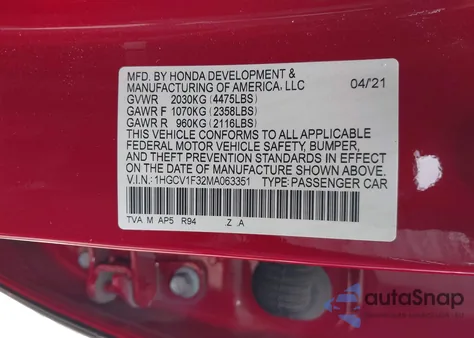 MFD. BY HONDA DEVELOPMENT &
MANUFACTURING OF AMERICA, LLC 04/21
GVWR 2030KG (4475LBS)
GAWR F 1070KG (2358LBS)
GAWR R 960KG (2116LBS)
THIS VEHICLE CONFORMS TO ALL APPLICABLE
FEDERAL MOTOR VEHICLE SAFETY, BUMPER,
AND THEFT PREVENTION STANDARDS IN EFFECT
ON THE DATE OF MANUFACTURE SHOWN ABOVE.
V.I.N.: 1HGCV1F32MA063351 TYPE: PASSENGER CAR
TVA M AP5 R94 .Z .A
autoSnap